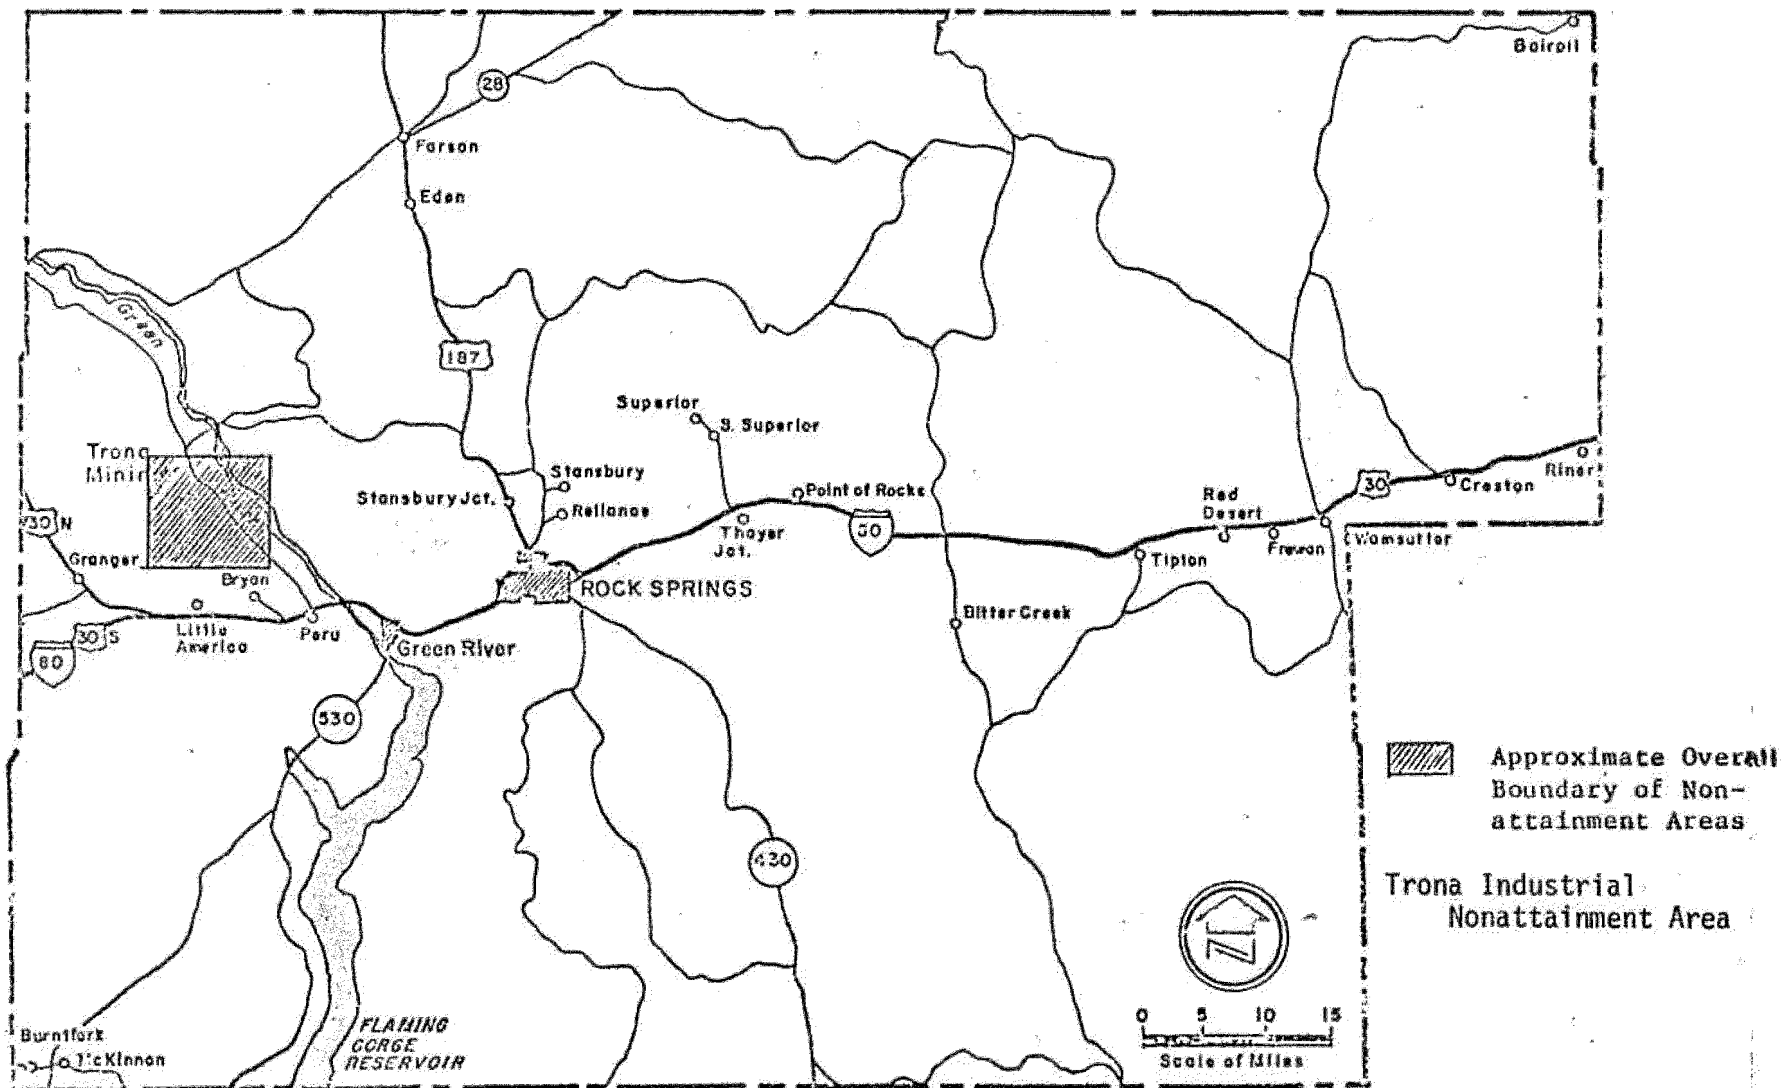 Bairoil
28
Farson
Eden
Green
187
Superior
S. Superior
Trona
Minin
Stansbury
Stansbury Jct.
Reliance
Point of Rocks
Thayer
Jct.
80
Red
Desert
Frewen
30
Creston
Riner
Wamsutter
Tipton
30 N
Granger
Bryan
ROCK SPRINGS
Bitter Creek
30 S
80
Little
America
Peru
Green River
530
430
Approximate Overall
Boundary of Non-
attainment Areas
Trona Industrial
Nonattainment Area
N
0 5 10 15
Scale of Miles
FLAMING
GORGE
RESERVOIR
Burntfork
McKinnon